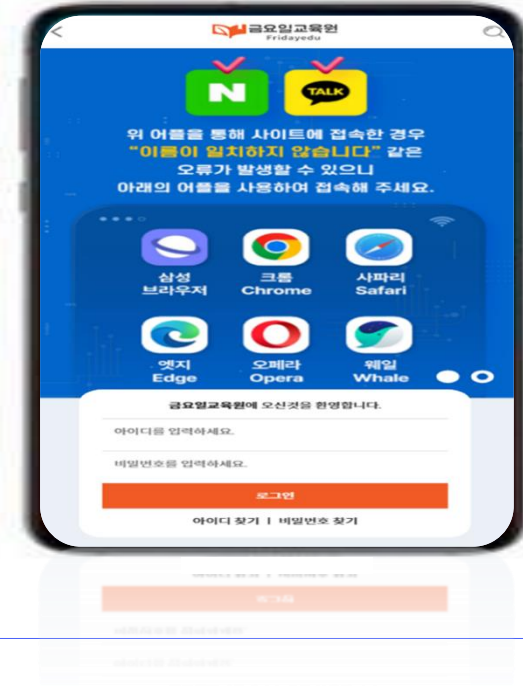 금요일교육원
Fridayedu
N
TALK
위 어플을 통해 사이트에 접속한 경우
“이름이 일치하지 않습니다” 같은
오류가 발생할 수 있으니
아래의 어플을 사용하여 접속해 주세요.
삼성 브라우저
크롬 Chrome
사파리 Safari
엣지 Edge
오페라 Opera
웨일 Whale
금요일교육원에 오신것을 환영합니다.
아이디를 입력하세요.
비밀번호를 입력하세요.
로그인
아이디 찾기 | 비밀번호 찾기